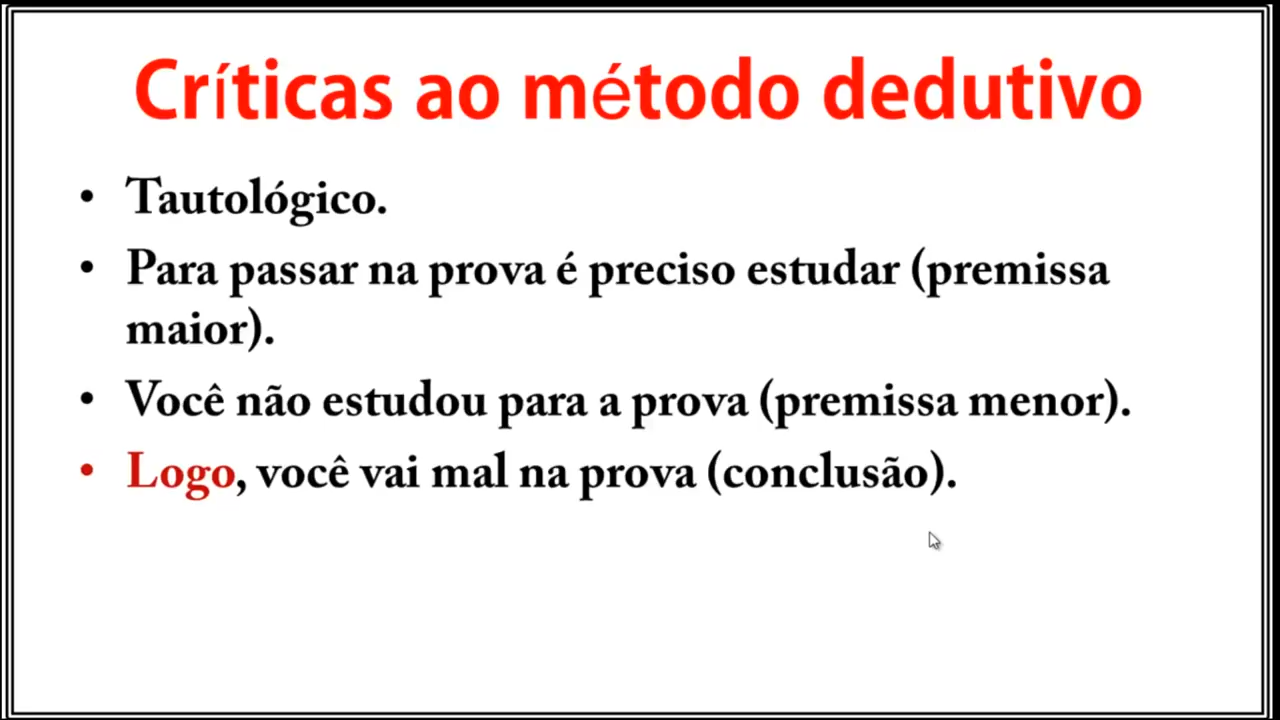 Críticas ao método dedutivo
• Tautológico.
• Para passar na prova é preciso estudar (premissa
maior).
• Você não estudou para a prova (premissa menor).
• Logo, você vai mal na prova (conclusão).